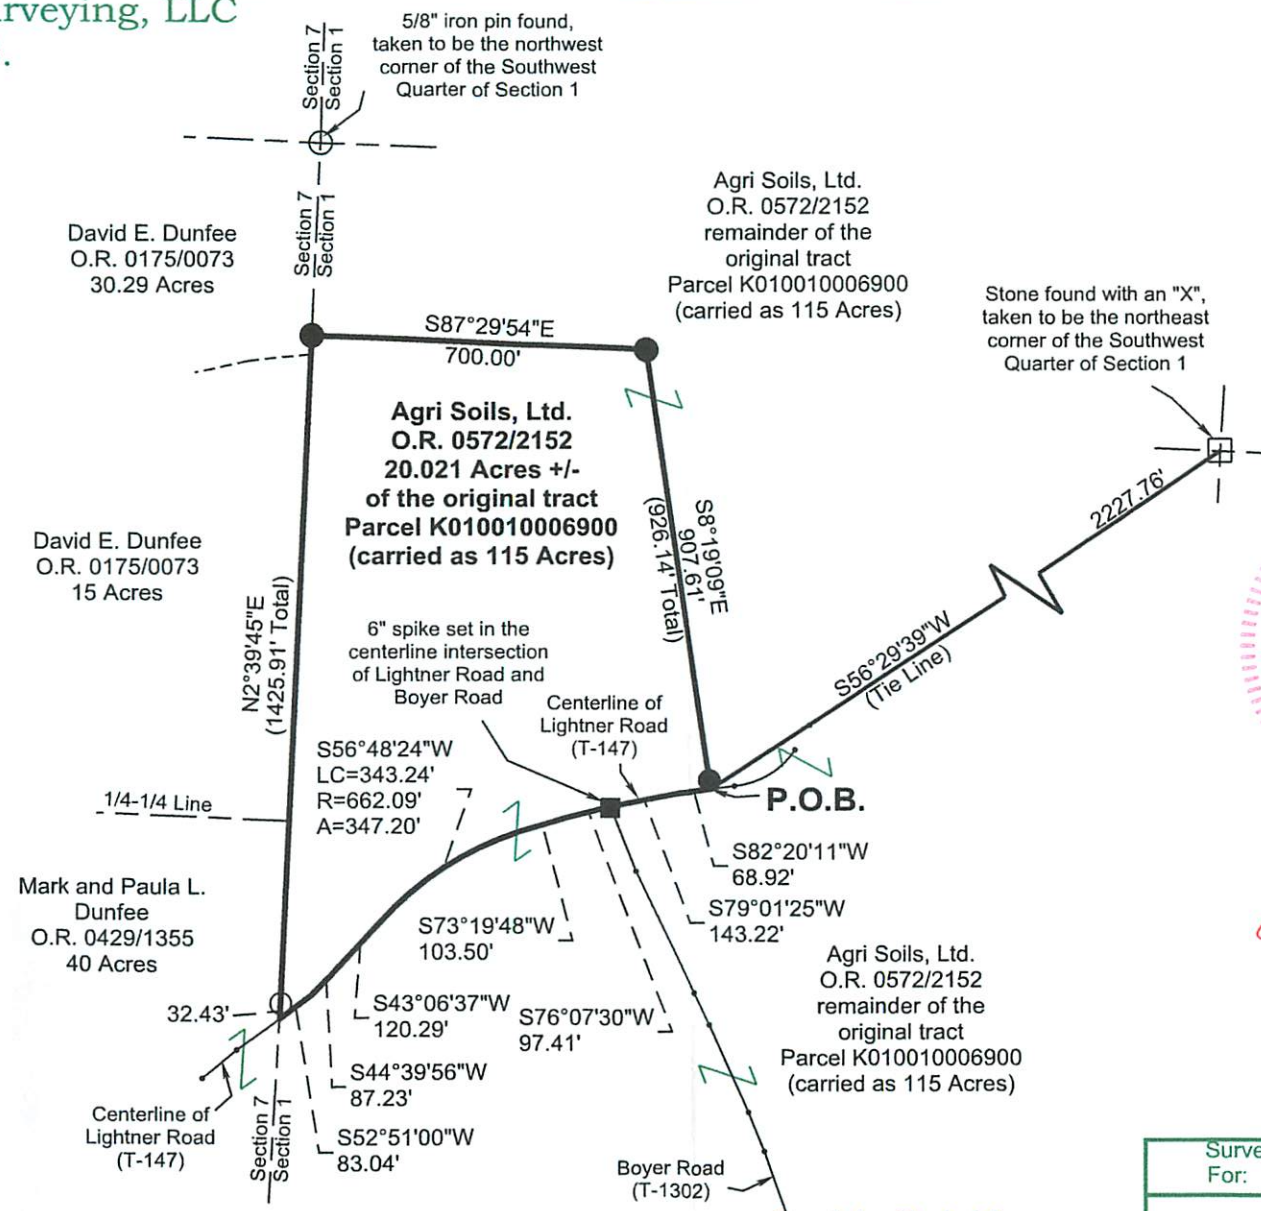 rveying, LLC
.
Section 7
Section 1
5/8" iron pin found,
taken to be the northwest
corner of the Southwest
Quarter of Section 1
Section 7
Section 1
David E. Dunfee
O.R. 0175/0073
30.29 Acres
Agri Soils, Ltd.
O.R. 0572/2152
remainder of the
original tract
Parcel K010010006900
(carried as 115 Acres)
Stone found with an "X",
taken to be the northeast
corner of the Southwest
Quarter of Section 1
S87°29'54"E
700.00'
Agri Soils, Ltd.
O.R. 0572/2152
20.021 Acres +/-
of the original tract
Parcel K010010006900
(carried as 115 Acres)
2227.76'
S56°29'39"W
(Tie Line)
S8°19'09"E
907.61'
(926.14' Total)
David E. Dunfee
O.R. 0175/0073
15 Acres
N2°39'45"E
(1425.91' Total)
6" spike set in the
centerline intersection
of Lightner Road and
Boyer Road
Centerline of
Lightner Road
(T-147)
S56°48'24"W
LC=343.24'
R=662.09'
A=347.20'
1/4-1/4 Line
P.O.B.
S82°20'11"W
68.92'
S79°01'25"W
143.22'
Mark and Paula L.
Dunfee
O.R. 0429/1355
40 Acres
S73°19'48"W
103.50'
S76°07'30"W
97.41'
32.43'
S43°06'37"W
120.29'
S44°39'56"W
87.23'
S52°51'00"W
83.04'
Agri Soils, Ltd.
O.R. 0572/2152
remainder of the
original tract
Parcel K010010006900
(carried as 115 Acres)
Centerline of
Lightner Road
(T-147)
Section 7
Section 1
Boyer Road
(T-1302)
Surve
For: